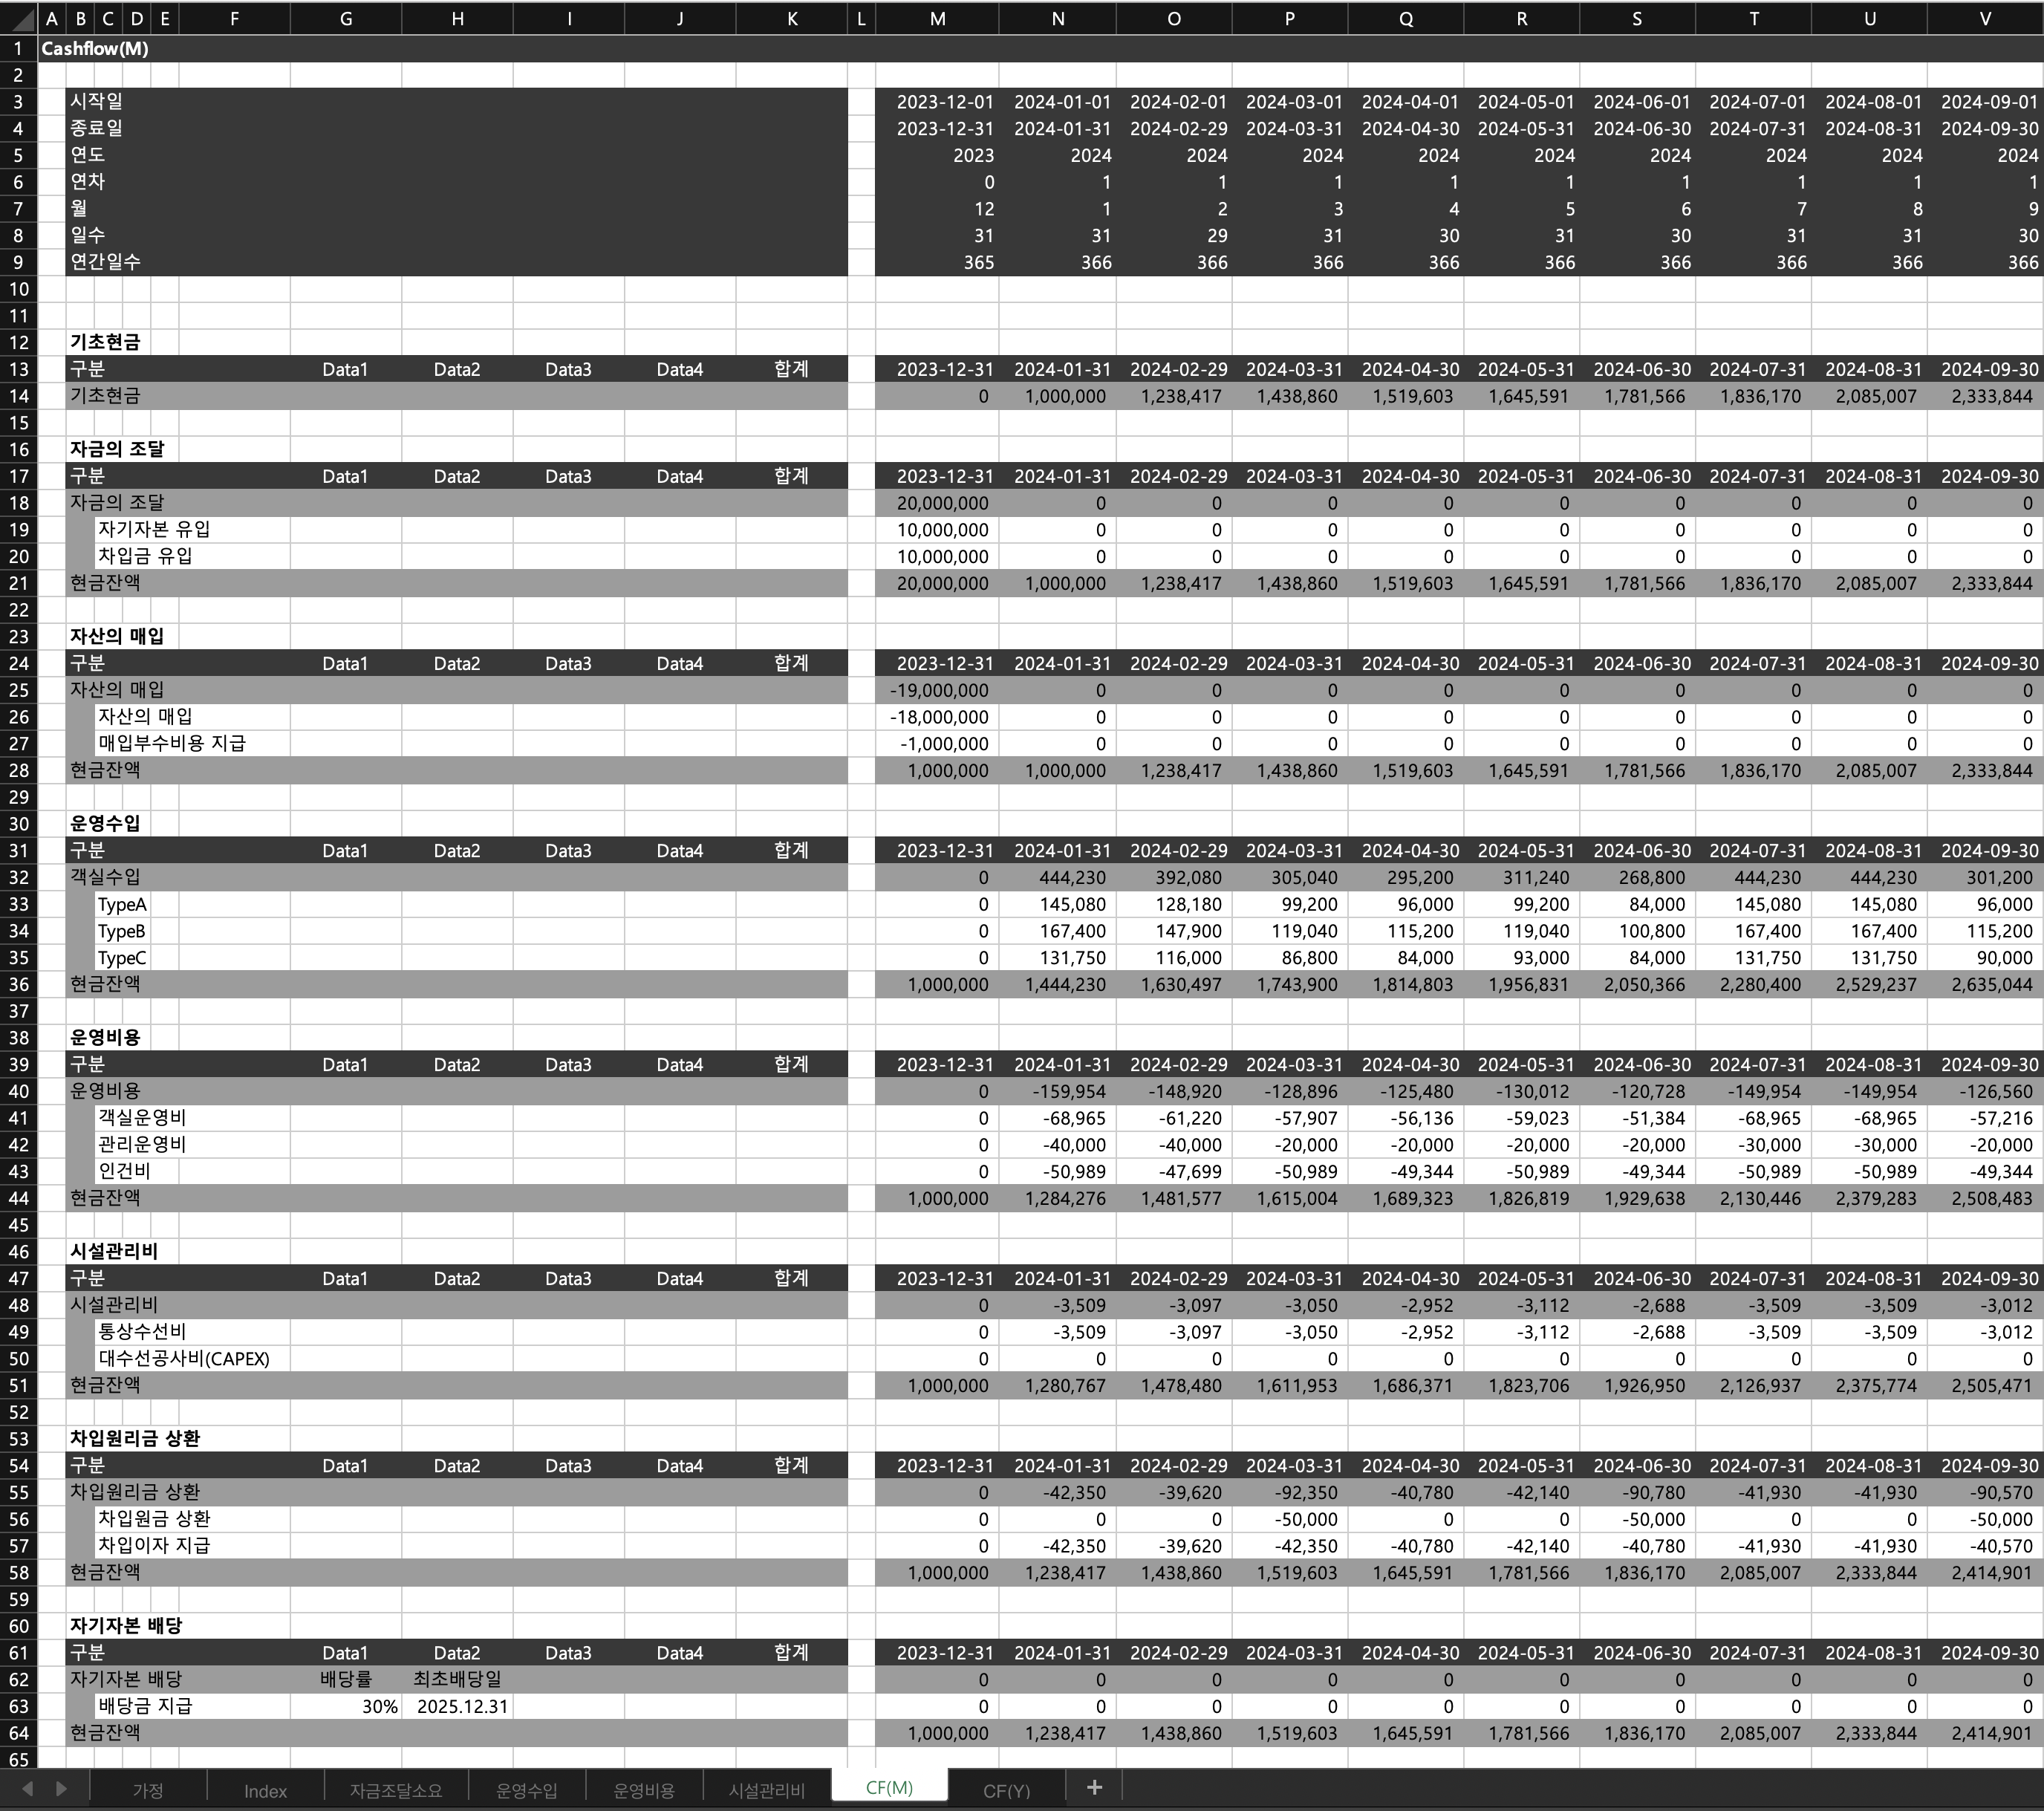 A B C D E F G H I J K L M N O P Q R S T U V
1 Cashflow(M)
2
3 시작일 2023-12-01 2024-01-01 2024-02-01 2024-03-01 2024-04-01 2024-05-01 2024-06-01 2024-07-01 2024-08-01 2024-09-01
4 종료일 2023-12-31 2024-01-31 2024-02-29 2024-03-31 2024-04-30 2024-05-31 2024-06-30 2024-07-31 2024-08-31 2024-09-30
5 연도 2023 2024 2024 2024 2024 2024 2024 2024 2024 2024
6 연차 0 1 1 1 1 1 1 1 1 1
7 월 12 1 2 3 4 5 6 7 8 9
8 일수 31 31 29 31 30 31 30 31 31 30
9 연간일수 365 366 366 366 366 366 366 366 366 366
10
11
12 기초현금
13 구분 Data1 Data2 Data3 Data4 합계 2023-12-31 2024-01-31 2024-02-29 2024-03-31 2024-04-30 2024-05-31 2024-06-30 2024-07-31 2024-08-31 2024-09-30
14 기초현금 0 1,000,000 1,238,417 1,438,860 1,519,603 1,645,591 1,781,566 1,836,170 2,085,007 2,333,844
15
16 자금의 조달
17 구분 Data1 Data2 Data3 Data4 합계 2023-12-31 2024-01-31 2024-02-29 2024-03-31 2024-04-30 2024-05-31 2024-06-30 2024-07-31 2024-08-31 2024-09-30
18 자금의 조달 20,000,000 0 0 0 0 0 0 0 0 0
19 자기자본 유입 10,000,000 0 0 0 0 0 0 0 0 0
20 차입금 유입 10,000,000 0 0 0 0 0 0 0 0 0
21 현금잔액 20,000,000 1,000,000 1,238,417 1,438,860 1,519,603 1,645,591 1,781,566 1,836,170 2,085,007 2,333,844
22
23 자산의 매입
24 구분 Data1 Data2 Data3 Data4 합계 2023-12-31 2024-01-31 2024-02-29 2024-03-31 2024-04-30 2024-05-31 2024-06-30 2024-07-31 2024-08-31 2024-09-30
25 자산의 매입 -19,000,000 0 0 0 0 0 0 0 0 0
26 자산의 매입 -18,000,000 0 0 0 0 0 0 0 0 0
27 매입부수비용 지급 -1,000,000 0 0 0 0 0 0 0 0 0
28 현금잔액 1,000,000 1,000,000 1,238,417 1,438,860 1,519,603 1,645,591 1,781,566 1,836,170 2,085,007 2,333,844
29
30 운영수입
31 구분 Data1 Data2 Data3 Data4 합계 2023-12-31 2024-01-31 2024-02-29 2024-03-31 2024-04-30 2024-05-31 2024-06-30 2024-07-31 2024-08-31 2024-09-30
32 객실수입 0 444,230 392,080 305,040 295,200 311,240 268,800 444,230 444,230 301,200
33 TypeA 0 145,080 128,180 99,200 96,000 99,200 84,000 145,080 145,080 96,000
34 TypeB 0 167,400 147,900 119,040 115,200 119,040 100,800 167,400 167,400 115,200
35 TypeC 0 131,750 116,000 86,800 84,000 93,000 84,000 131,750 131,750 90,000
36 현금잔액 1,000,000 1,444,230 1,630,497 1,743,900 1,814,803 1,956,831 2,050,366 2,280,400 2,529,237 2,635,044
37
38 운영비용
39 구분 Data1 Data2 Data3 Data4 합계 2023-12-31 2024-01-31 2024-02-29 2024-03-31 2024-04-30 2024-05-31 2024-06-30 2024-07-31 2024-08-31 2024-09-30
40 운영비용 0 -159,954 -148,920 -128,896 -125,480 -130,012 -120,728 -149,954 -149,954 -126,560
41 객실운영비 0 -68,965 -61,220 -57,907 -56,136 -59,023 -51,384 -68,965 -68,965 -57,216
42 관리운영비 0 -40,000 -40,000 -20,000 -20,000 -20,000 -20,000 -30,000 -30,000 -20,000
43 인건비 0 -50,989 -47,699 -50,989 -49,344 -50,989 -49,344 -50,989 -50,989 -49,344
44 현금잔액 1,000,000 1,284,276 1,481,577 1,615,004 1,689,323 1,826,819 1,929,638 2,130,446 2,379,283 2,508,483
45
46 시설관리비
47 구분 Data1 Data2 Data3 Data4 합계 2023-12-31 2024-01-31 2024-02-29 2024-03-31 2024-04-30 2024-05-31 2024-06-30 2024-07-31 2024-08-31 2024-09-30
48 시설관리비 0 -3,509 -3,097 -3,050 -2,952 -3,112 -2,688 -3,509 -3,509 -3,012
49 통상수선비 0 -3,509 -3,097 -3,050 -2,952 -3,112 -2,688 -3,509 -3,509 -3,012
50 대수선공사비(CAPEX) 0 0 0 0 0 0 0 0 0 0
51 현금잔액 1,000,000 1,280,767 1,478,480 1,611,953 1,686,371 1,823,706 1,926,950 2,126,937 2,375,774 2,505,471
52
53 차입원리금 상환
54 구분 Data1 Data2 Data3 Data4 합계 2023-12-31 2024-01-31 2024-02-29 2024-03-31 2024-04-30 2024-05-31 2024-06-30 2024-07-31 2024-08-31 2024-09-30
55 차입원리금 상환 0 -42,350 -39,620 -92,350 -40,780 -42,140 -90,780 -41,930 -41,930 -90,570
56 차입원금 상환 0 0 0 -50,000 0 0 -50,000 0 0 -50,000
57 차입이자 지급 0 -42,350 -39,620 -42,350 -40,780 -42,140 -40,780 -41,930 -41,930 -40,570
58 현금잔액 1,000,000 1,238,417 1,438,860 1,519,603 1,645,591 1,781,566 1,836,170 2,085,007 2,333,844 2,414,901
59
60 자기자본 배당
61 구분 Data1 Data2 Data3 Data4 합계 2023-12-31 2024-01-31 2024-02-29 2024-03-31 2024-04-30 2024-05-31 2024-06-30 2024-07-31 2024-08-31 2024-09-30
62 자기자본 배당 배당률 최초배당일 0 0 0 0 0 0 0 0 0 0
63 배당금 지급 30% 2025.12.31 0 0 0 0 0 0 0 0 0 0
64 현금잔액 1,000,000 1,238,417 1,438,860 1,519,603 1,645,591 1,781,566 1,836,170 2,085,007 2,333,844 2,414,901
65
가정 Index 자금조달소요 운영수입 운영비용 시설관리비 CF(M) CF(Y) +